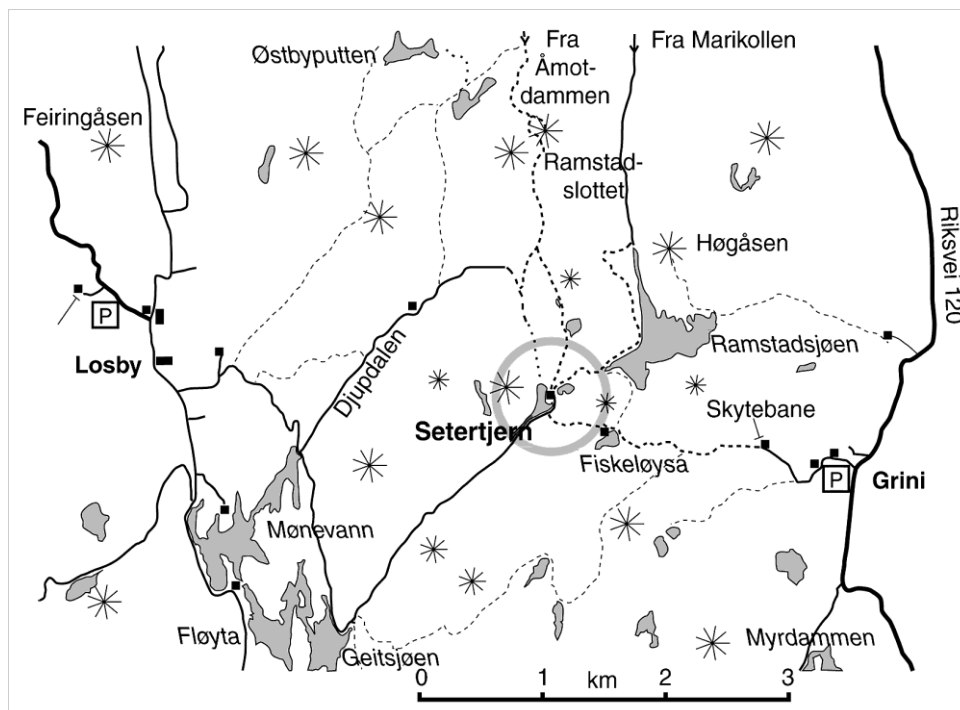 Østbyputten
Fra
Åmot-
dammen
Fra Marikollen
Feiringåsen
Ramstad-
slottet
Riksvei 120
Høgåsen
P
Losby
Djupdalen
Ramstadsjøen
Setertjern
Skytebane
Fiskeløysa
P
Grini
Mønevann
Fløyta
Geitsjøen
Myrdammen
0 1 2 3
km